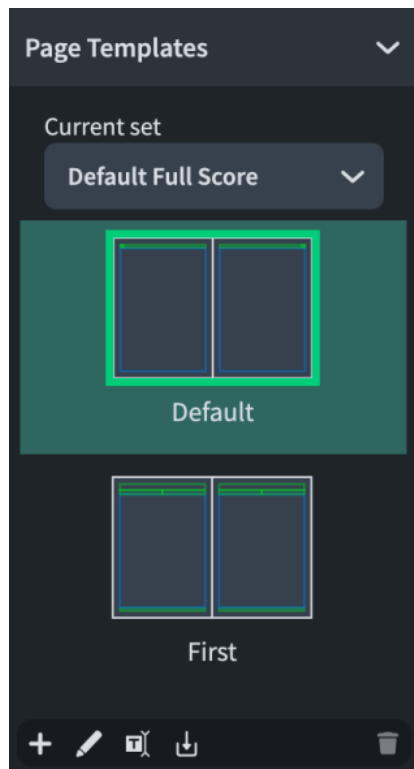 Page Templates
Current set
Default Full Score
Default
First